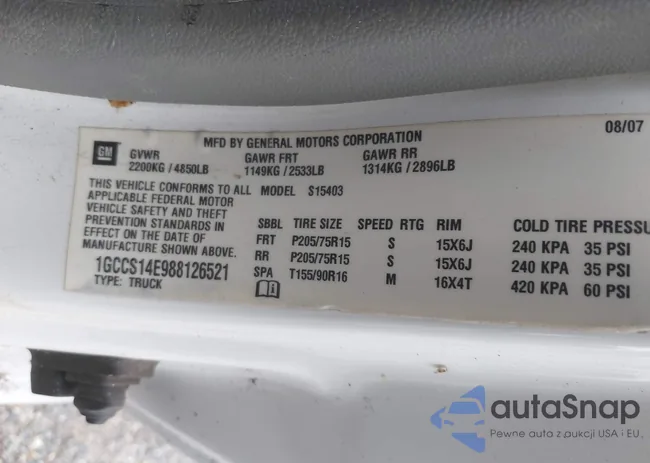 08/07
MFD BY GENERAL MOTORS CORPORATION
GM GVWR GAWR FRT GAWR RR
2200KG / 4850LB 1149KG / 2533LB 1314KG / 2896LB
THIS VEHICLE CONFORMS TO ALL MODEL S15403
APPLICABLE FEDERAL MOTOR
VEHICLE SAFETY AND THEFT
PREVENTION STANDARDS IN
EFFECT ON THE DATE OF
MANUFACTURE SHOWN ABOVE.
1GCCS14E988126521
TYPE: TRUCK
SBBL TIRE SIZE SPEED RTG RIM COLD TIRE PRESSU
FRT P205/75R15 S 15X6J 240 KPA 35 PSI
RR P205/75R15 S 15X6J 240 KPA 35 PSI
SPA T155/90R16 M 16X4T 420 KPA 60 PSI
autaSnap
Pewne auta z aukcji USA i EU